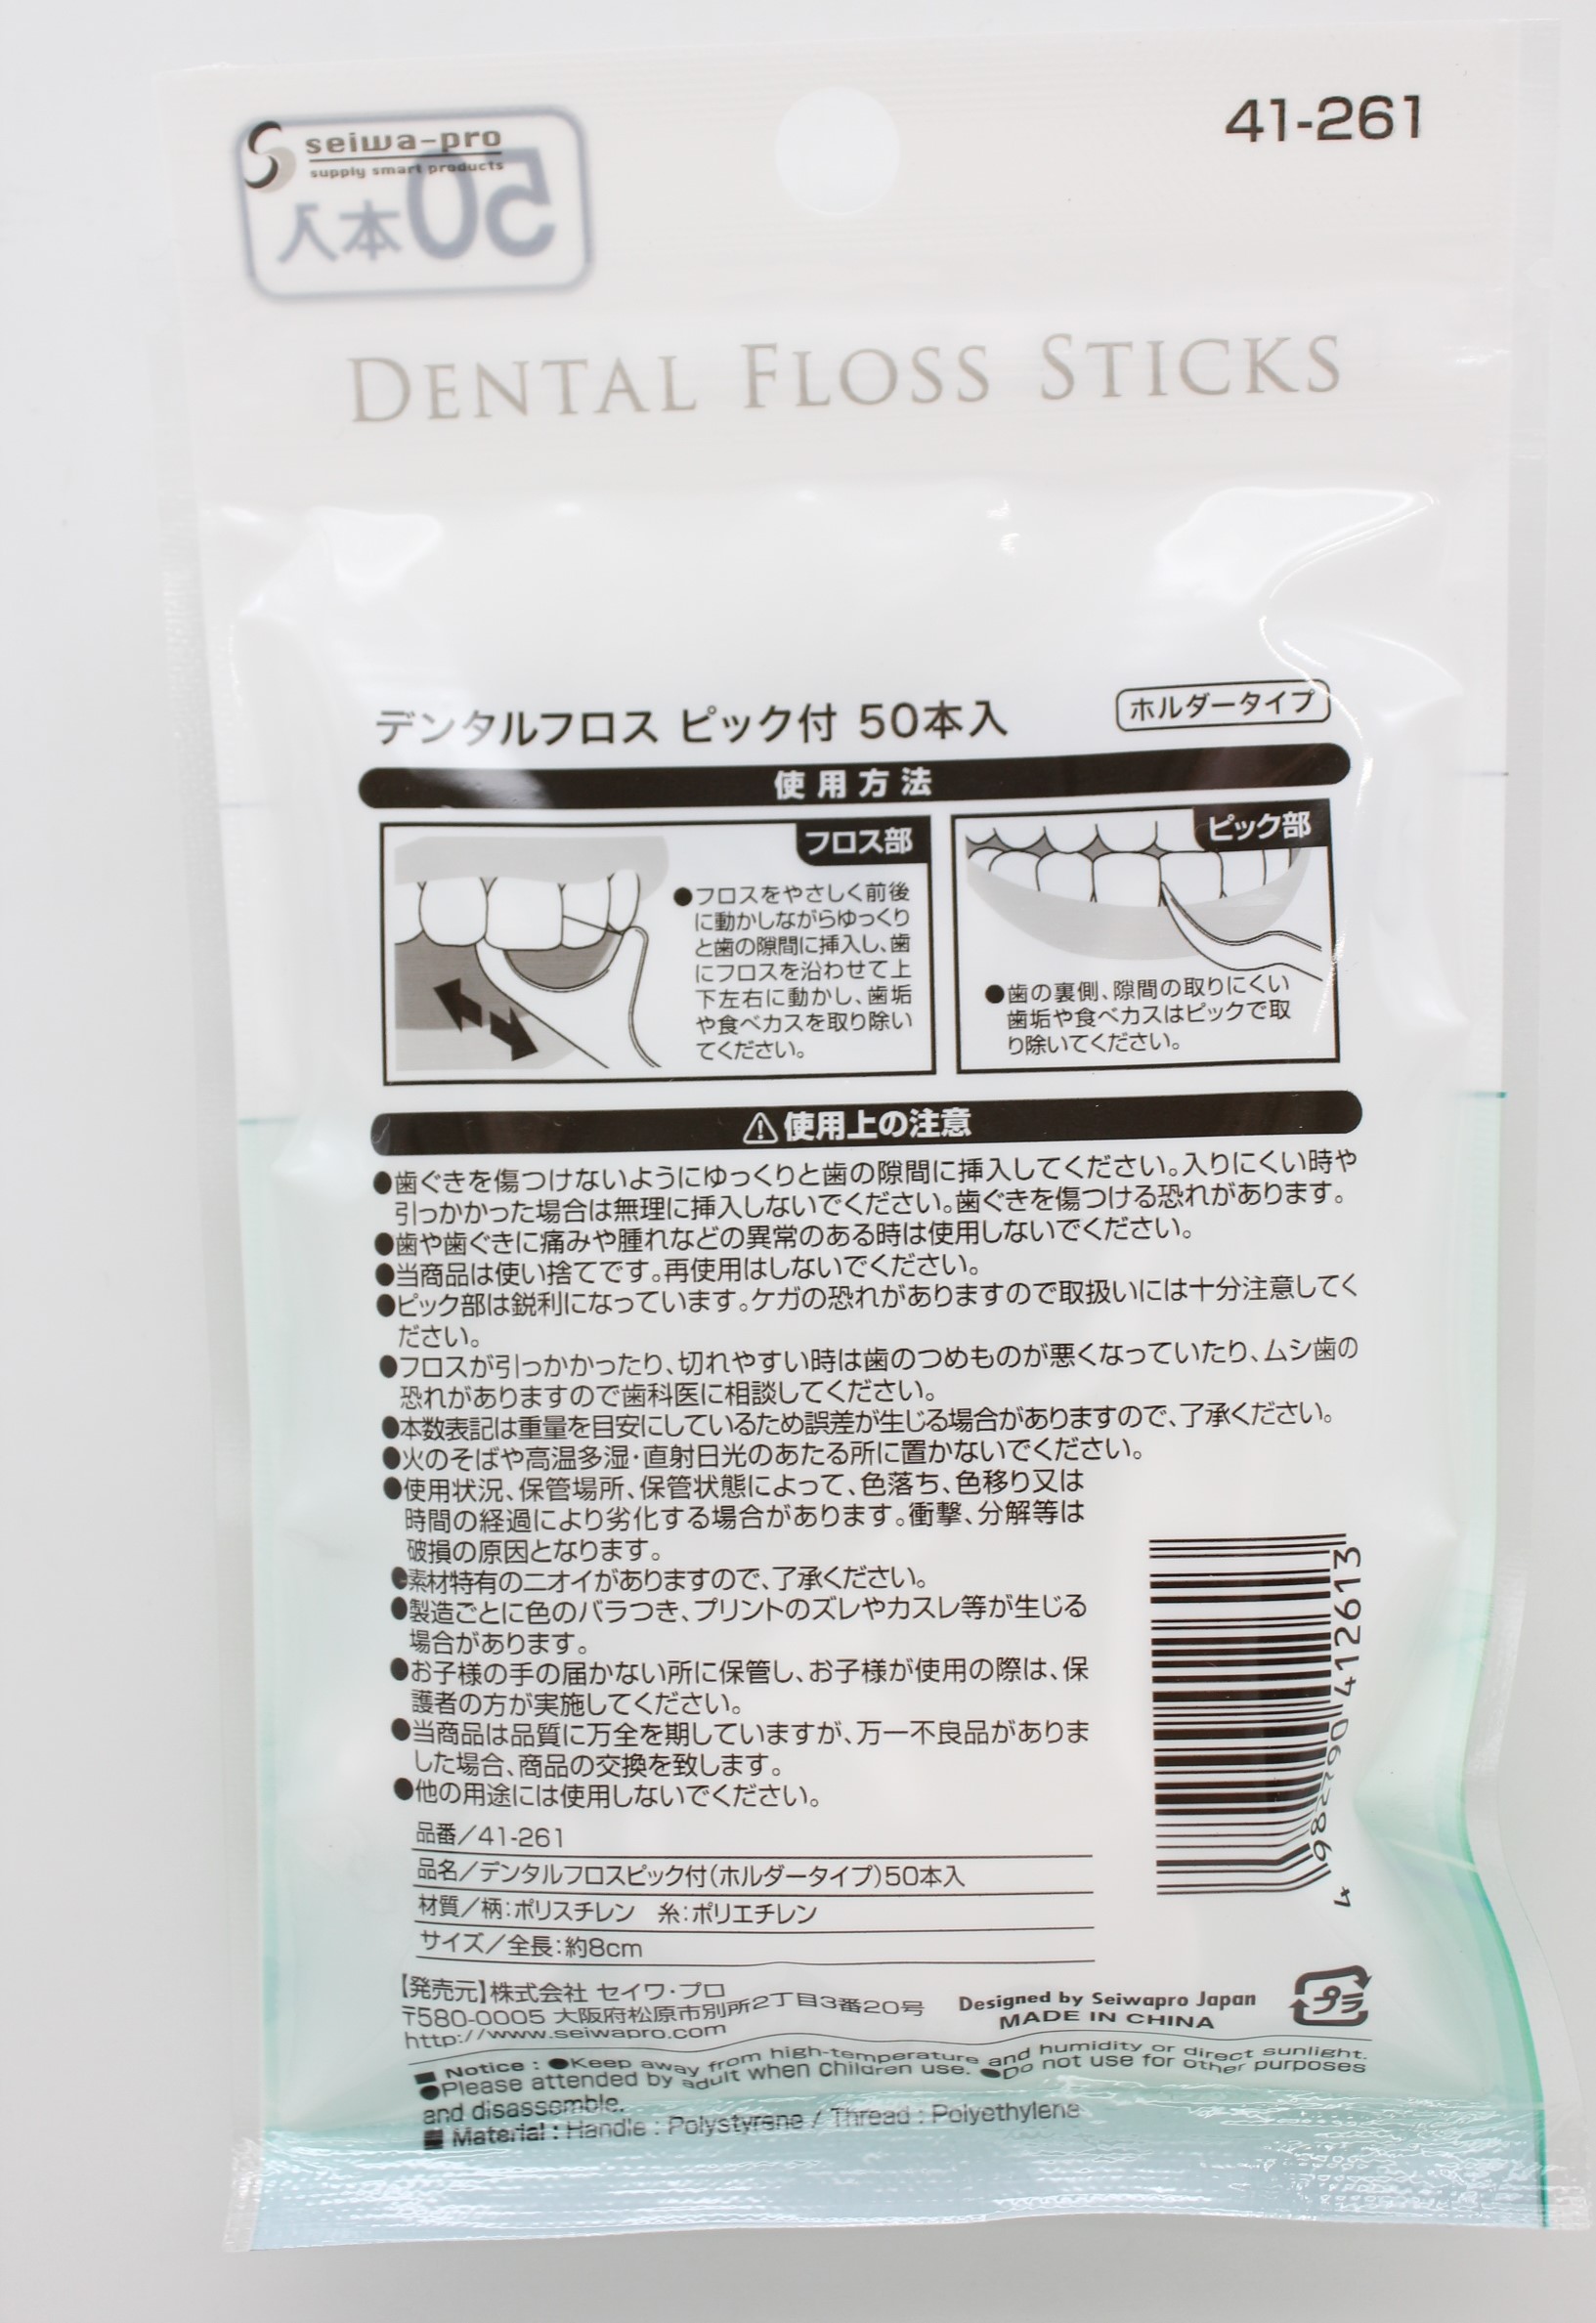 seiwa-pro
supply smart products
50本入
41-261
DENTAL FLOSS STICKS
デンタルフロス ピック付 50本入
ホルダータイプ
使用方法
フロス部
●フロスをやさしく前後
に動かしながらゆっくり
と歯の隙間に挿入し、歯
にフロスを沿わせて上
下左右に動かし、歯垢
や食べカスを取り除い
てください。
ピック部
●歯の裏側、隙間の取りにくい
歯垢や食べカスはピックで取
り除いてください。
⚠使用上の注意
●歯ぐきを傷つけないようにゆっくりと歯の隙間に挿入してください。入りにくい時や
引っかかった場合は無理に挿入しないでください。歯ぐきを傷つける恐れがあります。
●歯や歯ぐきに痛みや腫れなどの異常のある時は使用しないでください。
●当商品は使い捨てです。再使用はしないでください。
●ピック部は鋭利になっています。ケガの恐れがありますので取扱いには十分注意してく
ださい。
●フロスが引っかかったり、切れやすい時は歯のつめものが悪くなっていたり、ムシ歯の
恐れがありますので歯科医に相談してください。
●本数表記は重量を目安にしているため誤差が生じる場合がありますので、了承ください。
●火のそばや高温多湿・直射日光のあたる所に置かないでください。
●使用状況、保管場所、保管状態によって、色落ち、色移り又は
時間の経過により劣化する場合があります。衝撃、分解等は
破損の原因となります。
●素材特有のニオイがありますので、了承ください。
●製造ごとに色のバラつき、プリントのズレやカスレ等が生じる
場合があります。
●お子様の手の届かない所に保管し、お子様が使用の際は、保
護者の方が実施してください。
●当商品は品質に万全を期していますが、万一不良品がありま
した場合、商品の交換を致します。
●他の用途には使用しないでください。
品番／41-261
品名／デンタルフロスピック付(ホルダータイプ)50本入
材質／柄：ポリスチレン 糸：ポリエチレン
サイズ／全長：約8cm
4 982790 412613
【発売元】株式会社 セイワ・プロ
〒580-0005 大阪府松原市別所2丁目3番20号
http://www.seiwapro.com
Designed by Seiwapro Japan
MADE IN CHINA
プラ
■ Notice : ●Keep away from high-temperature and humidity or direct sunlight.
●Please attended by adult when Children use. ●Do not use for other purposes
and disassemble.
■ Material : Handle : Polystyrene / Thread : Polyethylene